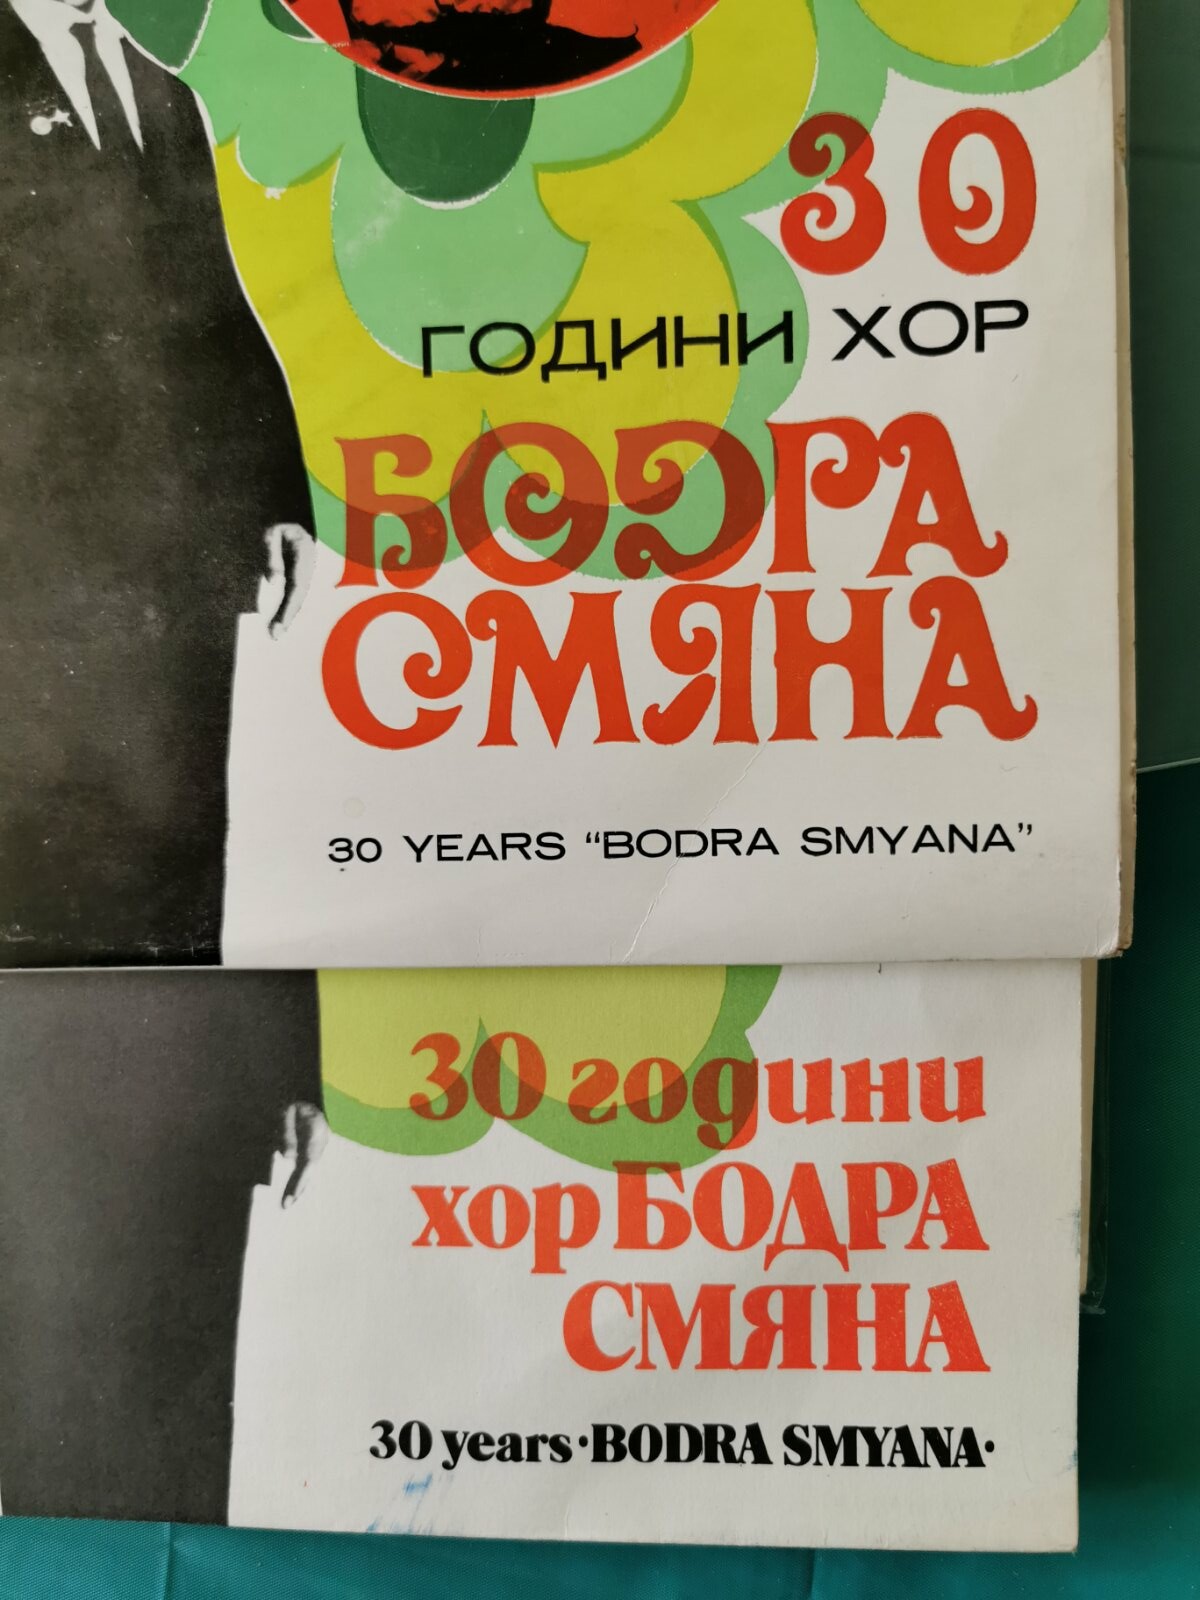 30
ГОДИНИ ХОР
БОДРА
СМЯНА
30 YEARS “BODRA SMYANA”
30 години
хор БОДРА
СМЯНА
30 years·BODRA SMYANA·